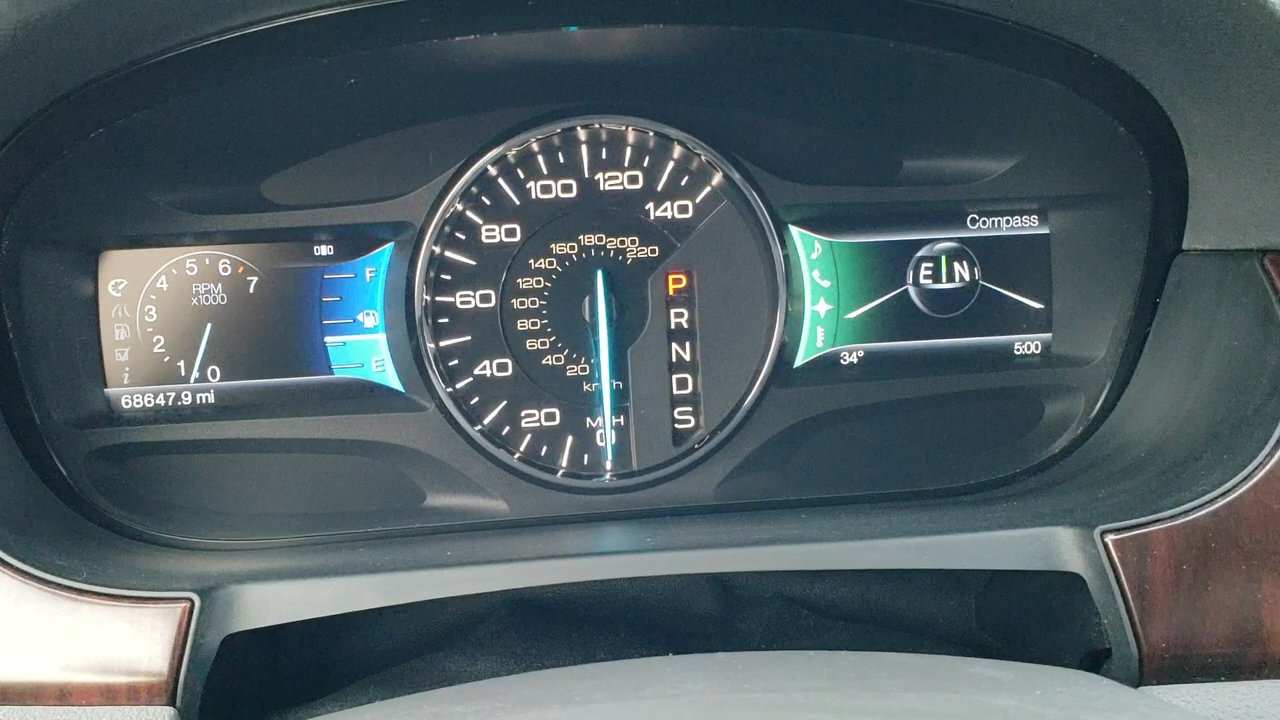 5 6
4 7
RPM
x1000
3
2
1 0
F
E
68647.9 mi
100 120
80 140
60
40
20
160 180 200
140 220
120
100
80
60
40
20
km/h
MPH
0
P
R
N
D
S
Compass
E N
34° 5:00